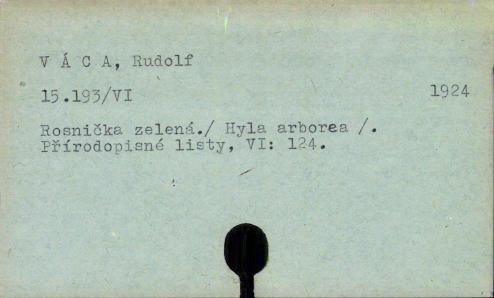 V Á C A, Rudolf
15.193/VI 1924
Rosnička zelená./ Hyla arborea /.
Přírodopisné listy, VI: 124.